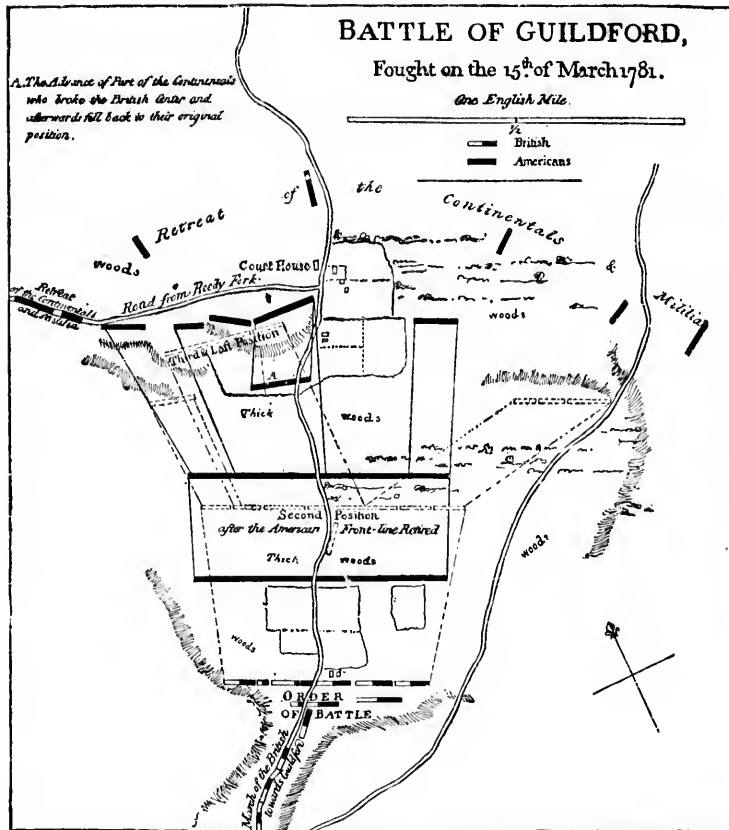 BATTLE OF GUILDFORD,
Fought on the 15th. of March 1781.
One English Mile.
1/2
British
Americans
A. The Advance of Part of the Continentals
who broke the British Center and
afterwards fell back to their original
position.
Retreat of the Continentals & Militia
woods
Court House
Retreat
of the Continentals
and Militia
Road from Reedy Fork
woods
Third & Last Position
A
Thick woods
Second Position
after the American Front-line Retired
Thick woods
woods
woods
ORDER
OF BATTLE
March of the British
towards Guildford